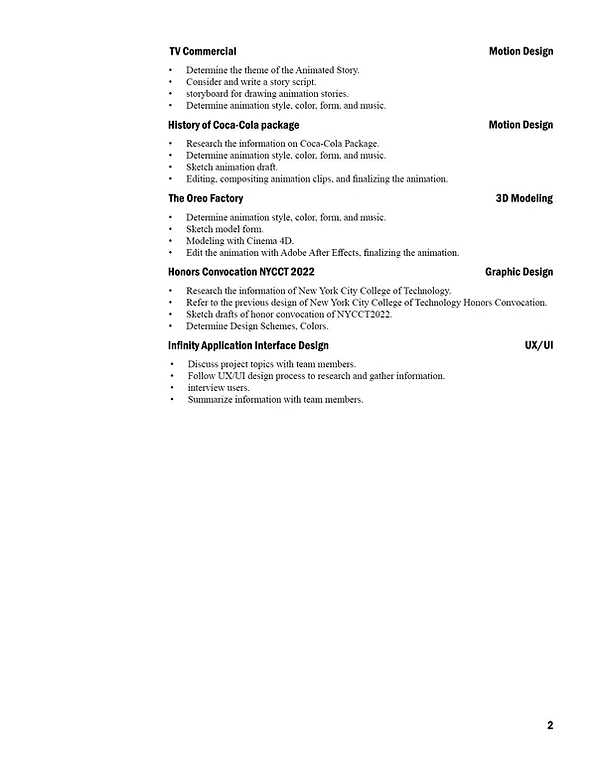 TV Commercial Motion Design
• Determine the theme of the Animated Story.
• Consider and write a story script.
• storyboard for drawing animation stories.
• Determine animation style, color, form, and music.
History of Coca-Cola package Motion Design
• Research the information on Coca-Cola Package.
• Determine animation style, color, form, and music.
• Sketch animation draft.
• Editing, compositing animation clips, and finalizing the animation.
The Oreo Factory 3D Modeling
• Determine animation style, color, form, and music.
• Sketch model form.
• Modeling with Cinema 4D.
• Edit the animation with Adobe After Effects, finalizing the animation.
Honors Convocation NYCCT 2022 Graphic Design
• Research the information of New York City College of Technology.
• Refer to the previous design of New York City College of Technology Honors Convocation.
• Sketch drafts of honor convocation of NYCCT2022.
• Determine Design Schemes, Colors.
Infinity Application Interface Design UX/UI
• Discuss project topics with team members.
• Follow UX/UI design process to research and gather information.
• interview users.
• Summarize information with team members.
2